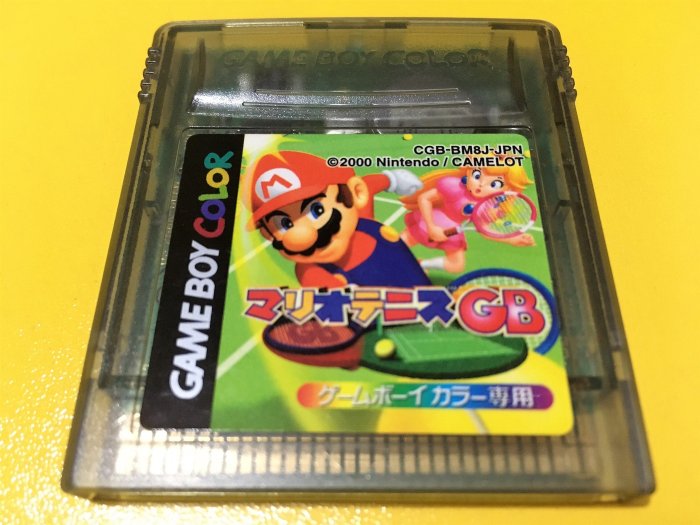 GAME BOY COLOR
CGB-BM8J-JPN
©2000 Nintendo / CAMELOT
GAME BOY COLOR
M
マリオテニスGB
ゲームボーイ カラー専用